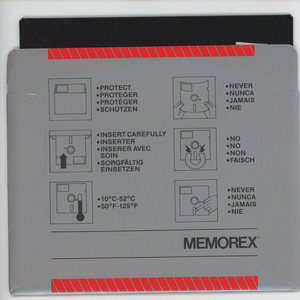 •PROTECT
•PROTEGER
•PROTÉGER
•SCHÜTZEN
•NEVER
•NUNCA
•JAMAIS
•NIE
•INSERT CAREFULLY
•INSERTER
•INSERER AVEC
SOIN
•SORGFÄLTIG
EINSETZEN
•NO
•NO
•NON
•FALSCH
•10°C-52°C
•50°F-125°F
•NEVER
•NUNCA
•JAMAIS
•NIE
MEMOREX